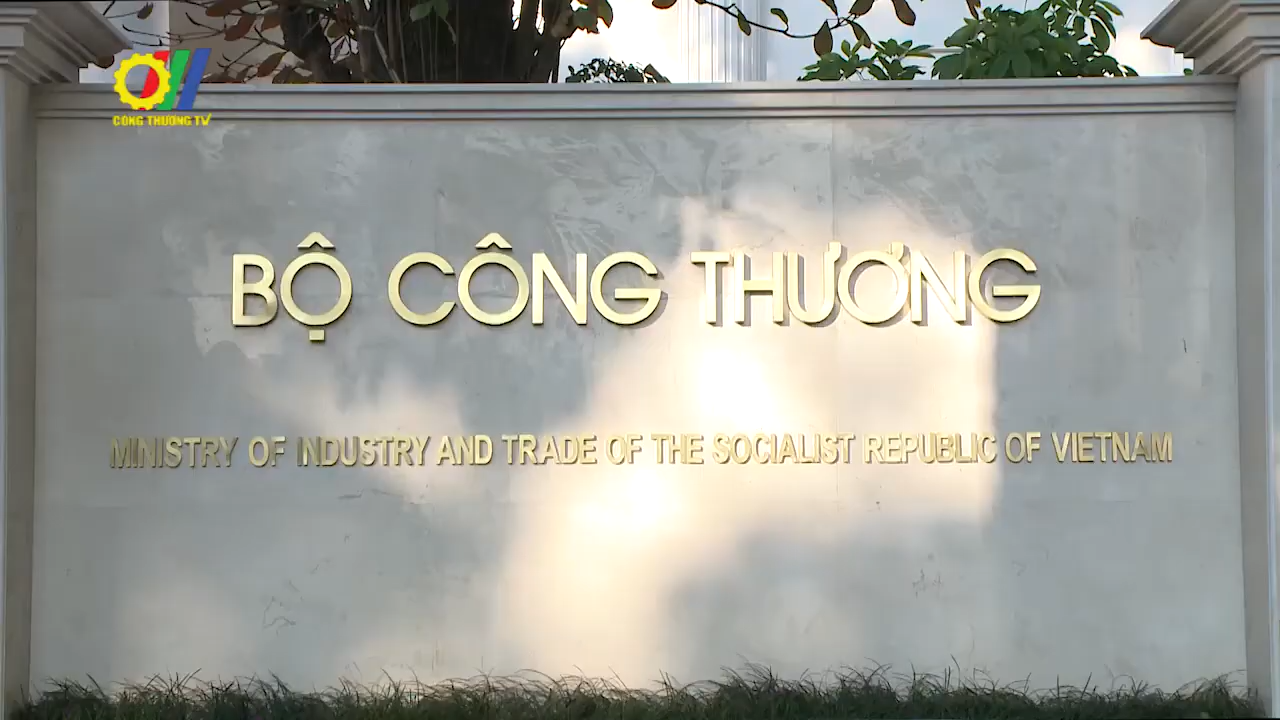 CÔNG THƯƠNG TV
BỘ CÔNG THƯƠNG
MINISTRY OF INDUSTRY AND TRADE OF THE SOCIALIST REPUBLIC OF VIETNAM